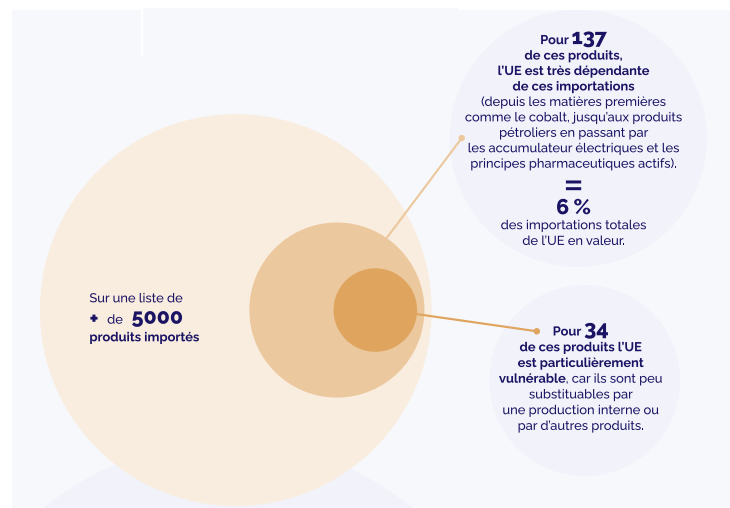 Pour 137
de ces produits,
l'UE est très dépendante
de ces importations
(depuis les matières premières
comme le cobalt, jusqu'aux produits
pétroliers en passant par
les accumulateur électriques et les
principes pharmaceutiques actifs).
=
6 %
des importations totales
de l'UE en valeur.
Sur une liste de
+ de 5000
produits importés
Pour 34
de ces produits l'UE
est particulièrement
vulnérable, car ils sont peu
substituables par
une production interne ou
par d'autres produits.